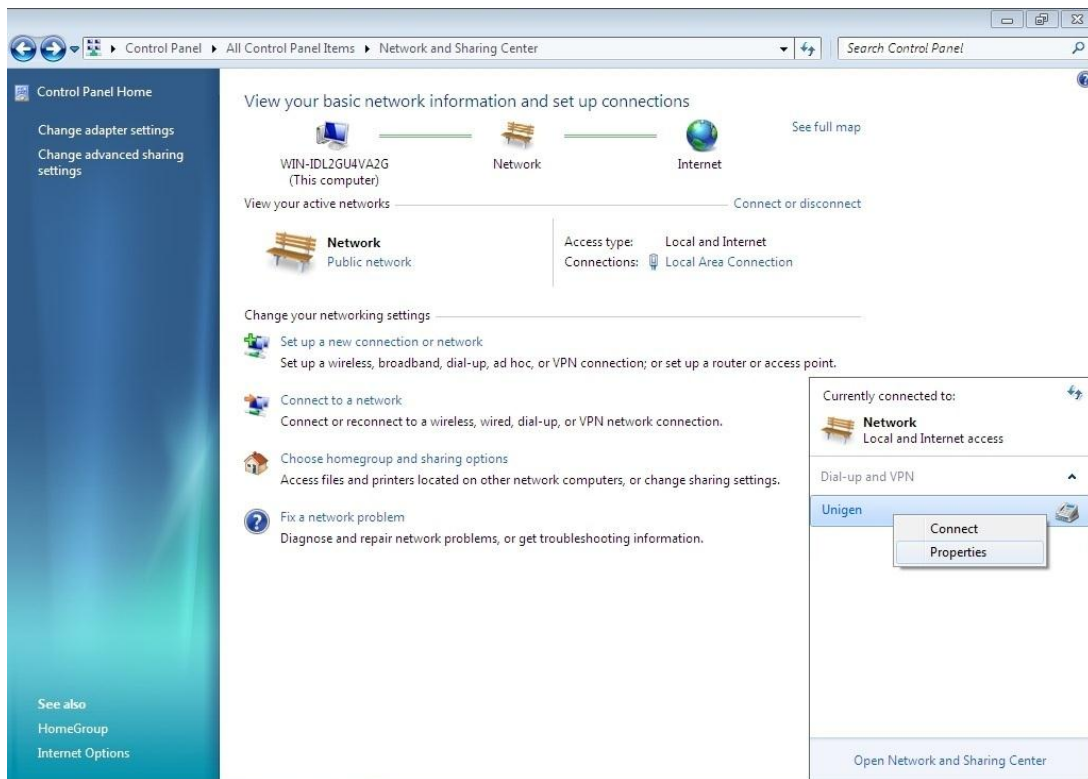 Control Panel ▸ All Control Panel Items ▸ Network and Sharing Center
Search Control Panel
Control Panel Home
Change adapter settings
Change advanced sharing
settings
See also
HomeGroup
Internet Options
View your basic network information and set up connections
See full map
WIN-IDL2GU4VA2G
(This computer)
Network
Internet
View your active networks
Connect or disconnect
Network
Public network
Access type: Local and Internet
Connections: Local Area Connection
Change your networking settings
Set up a new connection or network
Set up a wireless, broadband, dial-up, ad hoc, or VPN connection; or set up a router or access point.
Connect to a network
Connect or reconnect to a wireless, wired, dial-up, or VPN network connection.
Choose homegroup and sharing options
Access files and printers located on other network computers, or change sharing settings.
Fix a network problem
Diagnose and repair network problems, or get troubleshooting information.
Currently connected to:
Network
Local and Internet access
Dial-up and VPN
Unigen
Connect
Properties
Open Network and Sharing Center